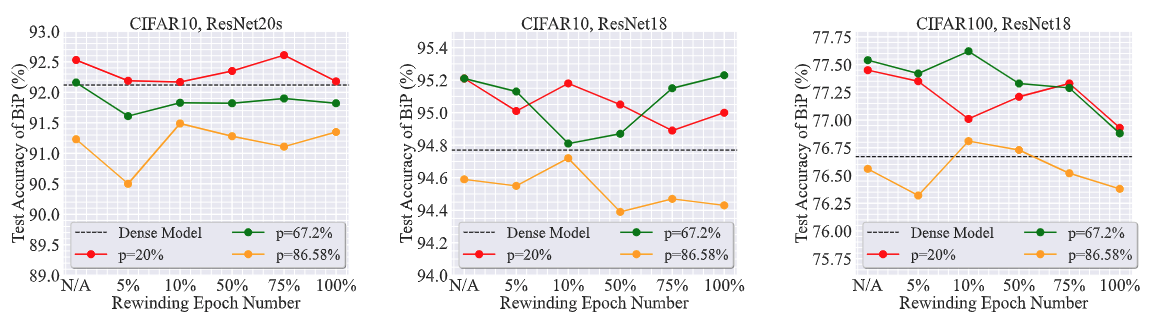 CIFAR10, ResNet20s
Test Accuracy of BiP (%)
93.0
92.5
92.0
91.5
91.0
90.5
90.0
89.5
89.0
Dense Model
p=20%
p=67.2%
p=86.58%
N/A 5% 10% 50% 75% 100%
Rewinding Epoch Number
CIFAR10, ResNet18
Test Accuracy of BiP (%)
95.4
95.2
95.0
94.8
94.6
94.4
94.2
94.0
Dense Model
p=20%
p=67.2%
p=86.58%
N/A 5% 10% 50% 75% 100%
Rewinding Epoch Number
CIFAR100, ResNet18
Test Accuracy of BiP (%)
77.75
77.50
77.25
77.00
76.75
76.50
76.25
76.00
75.75
Dense Model
p=20%
p=67.2%
p=86.58%
N/A 5% 10% 50% 75% 100%
Rewinding Epoch Number